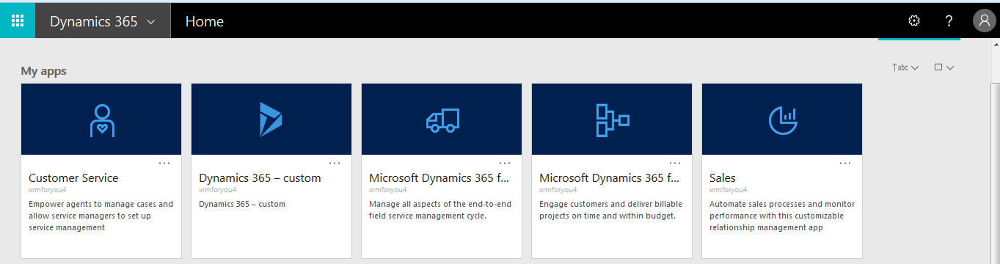 Dynamics 365 Home ?
My apps
↑abc
Customer Service
xrmforyou4
Empower agents to manage cases and
allow service managers to set up
service management
Dynamics 365 – custom
xrmforyou4
Dynamics 365 – custom
Microsoft Dynamics 365 f...
xrmforyou4
Manage all aspects of the end-to-end
field service management cycle.
Microsoft Dynamics 365 f...
xrmforyou4
Engage customers and deliver billable
projects on time and within budget.
Sales
xrmforyou4
Automate sales processes and monitor
performance with this customizable
relationship management app